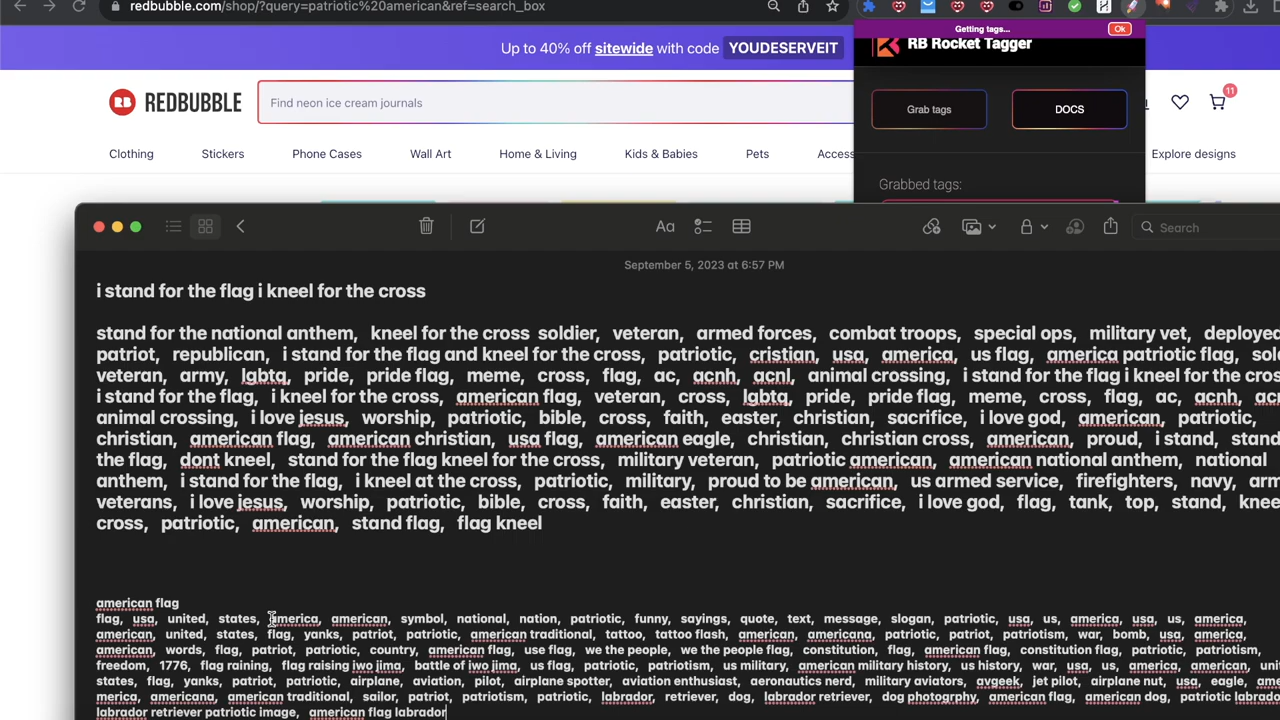 redbubble.com/shop/?query=patriotic%20american&ref=search_box
Getting tags...
Ok
RB Rocket Tagger
Up to 40% off sitewide with code YOUDESERVEIT
RB REDBUBBLE
Find neon ice cream journals
Grab tags
DOCS
11
Clothing
Stickers
Phone Cases
Wall Art
Home & Living
Kids & Babies
Pets
Access
Explore designs
Grabbed tags:
Aa
Search
September 5, 2023 at 6:57 PM
i stand for the flag i kneel for the cross
stand for the national anthem, kneel for the cross soldier, veteran, armed forces, combat troops, special ops, military vet, deployed
patriot, republican, i stand for the flag and kneel for the cross, patriotic, cristian, usa, america, us flag, america patriotic flag, sol
veteran, army, lgbtq, pride, pride flag, meme, cross, flag, ac, acnh, acnl, animal crossing, i stand for the flag i kneel for the cros
i stand for the flag, i kneel for the cross, american flag, veteran, cross, lgbtq, pride, pride flag, meme, cross, flag, ac, acnh, acn
animal crossing, i love jesus, worship, patriotic, bible, cross, faith, easter, christian, sacrifice, i love god, american, patriotic,
christian, american flag, american christian, usa flag, american eagle, christian, christian cross, american, proud, i stand, stand
the flag, dont kneel, stand for the flag kneel for the cross, military veteran, patriotic american, american national anthem, national
anthem, i stand for the flag, i kneel at the cross, patriotic, military, proud to be american, us armed service, firefighters, navy, arm
veterans, i love jesus, worship, patriotic, bible, cross, faith, easter, christian, sacrifice, i love god, flag, tank, top, stand, knee
cross, patriotic, american, stand flag, flag kneel
american flag
flag, usa, united, states, america, american, symbol, national, nation, patriotic, funny, sayings, quote, text, message, slogan, patriotic, usa, us, america, usa, us, america,
american, united, states, flag, yanks, patriot, patriotic, american traditional, tattoo, tattoo flash, american, americana, patriotic, patriot, patriotism, war, bomb, usa, america,
american, words, flag, patriot, patriotic, country, american flag, use flag, we the people, we the people flag, constitution, flag, american flag, constitution flag, patriotic, patriotism,
freedom, 1776, flag raining, flag raising iwo jima, battle of iwo jima, us flag, patriotic, patriotism, us military, american military history, us history, war, usa, us, america, american, uni
states, flag, yanks, patriot, patriotic, airplane, aviation, pilot, airplane spotter, aviation enthusiast, aeronautics nerd, military aviators, avgeek, jet pilot, airplane nut, usa, eagle, ame
merica, americana, american traditional, sailor, patriot, patriotism, patriotic, labrador, retriever, dog, labrador retriever, dog photogrphy, american flag, american dog, patriotic labrado
labrador retriever patriotic image, american flag labrador